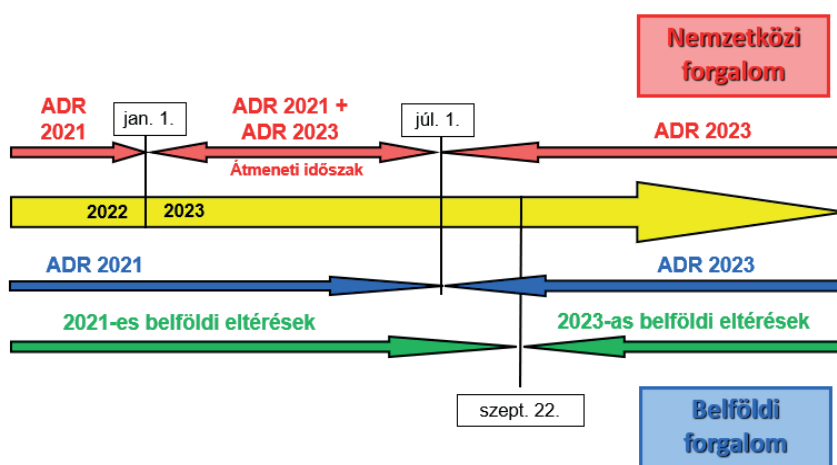 Nemzetközi
forgalom
ADR
2021
jan. 1.
ADR 2021 +
ADR 2023
Átmeneti időszak
júl. 1.
ADR 2023
2022
2023
ADR 2021
ADR 2023
2021-es belföldi eltérések
2023-as belföldi eltérések
szept. 22.
Belföldi
forgalom